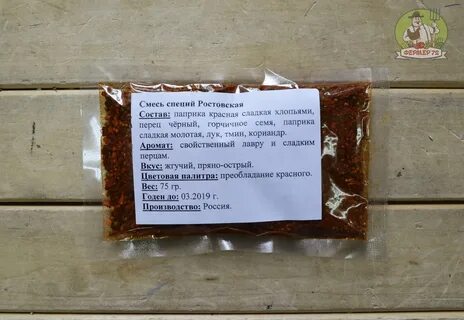 ФЕРМЕР76
Смесь специй Ростовская
Состав: паприка красная сладкая хлопьями,
перец чёрный, горчичное семя, паприка
сладкая молотая, лук, тмин, кориандр.
Аромат: свойственный лавру и сладким
перцам.
Вкус: жгучий, пряно-острый.
Цветовая палитра: преобладание красного.
Вес: 75 гр.
Годен до: 03.2019 г.
Производство: Россия.